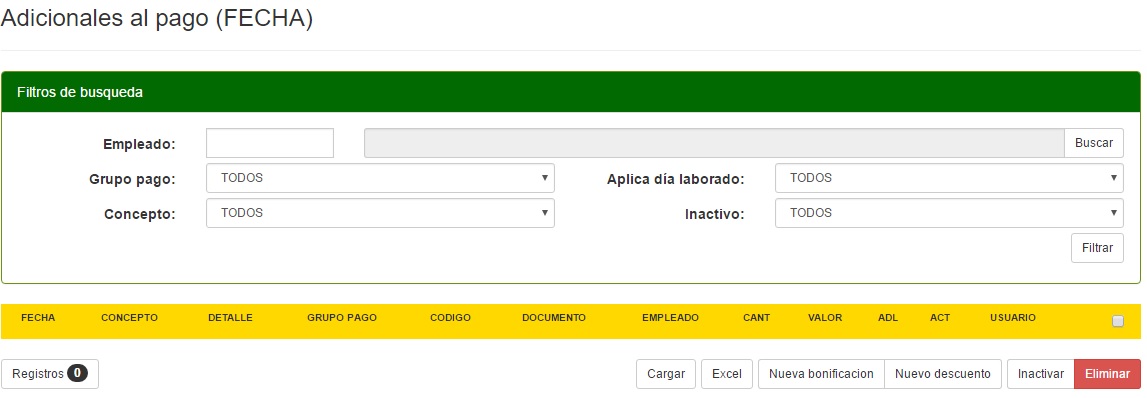 Adicionales al pago (FECHA)
Filtros de busqueda
Empleado: Buscar
Grupo pago: TODOS Aplica día laborado: TODOS
Concepto: TODOS Inactivo: TODOS
Filtrar
FECHA CONCEPTO DETALLE GRUPO PAGO CODIGO DOCUMENTO EMPLEADO CANT VALOR ADL ACT USUARIO
Registros 0 Cargar Excel Nueva bonificacion Nuevo descuento Inactivar Eliminar